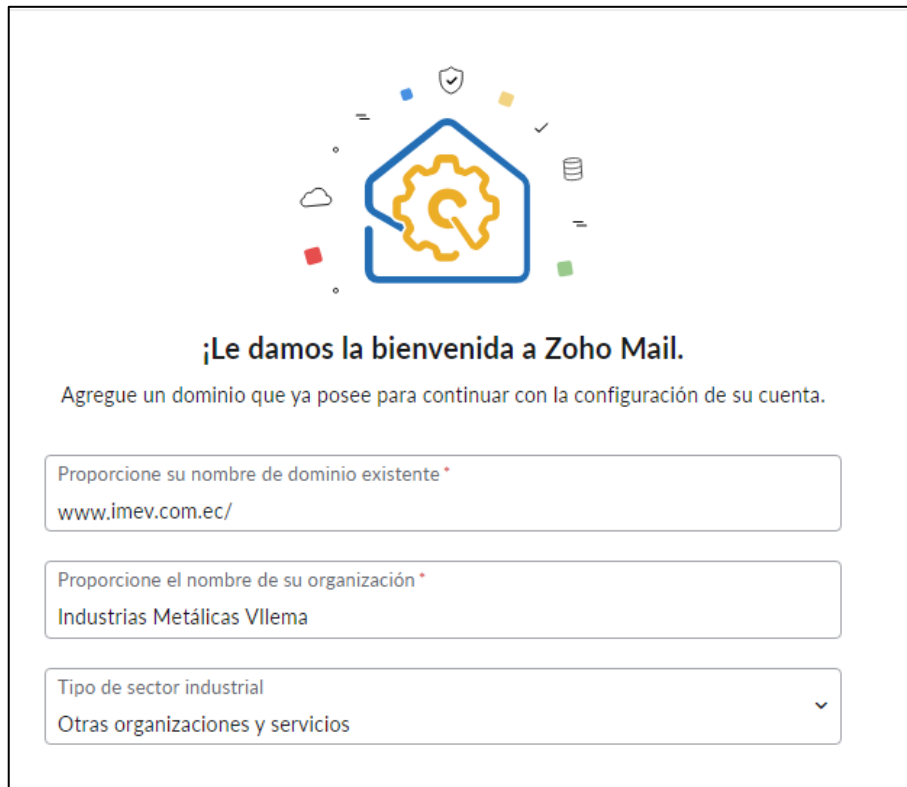 ¡Le damos la bienvenida a Zoho Mail.
Agregue un dominio que ya posee para continuar con la configuración de su cuenta.
Proporcione su nombre de dominio existente *
www.imev.com.ec/
Proporcione el nombre de su organización *
Industrias Metálicas VIlema
Tipo de sector industrial
Otras organizaciones y servicios